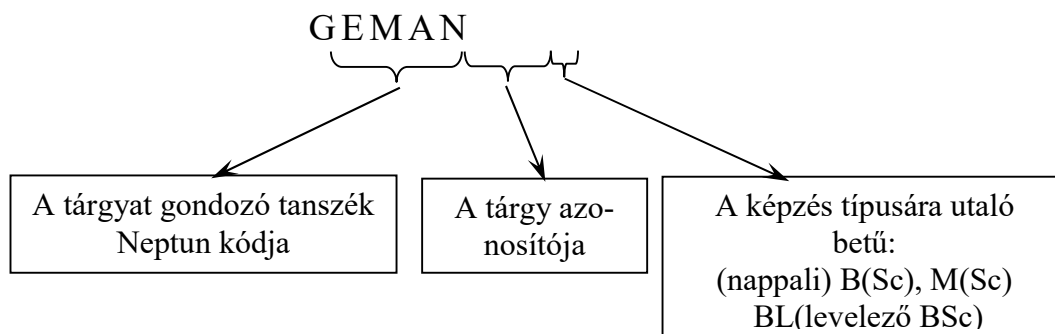 GEMAN
A tárgyat gondozó tanszék
Neptun kódja
A tárgy azo-
nosítója
A képzés típusára utaló
betű:
(nappali) B(Sc), M(Sc)
BL(levelező BSc)